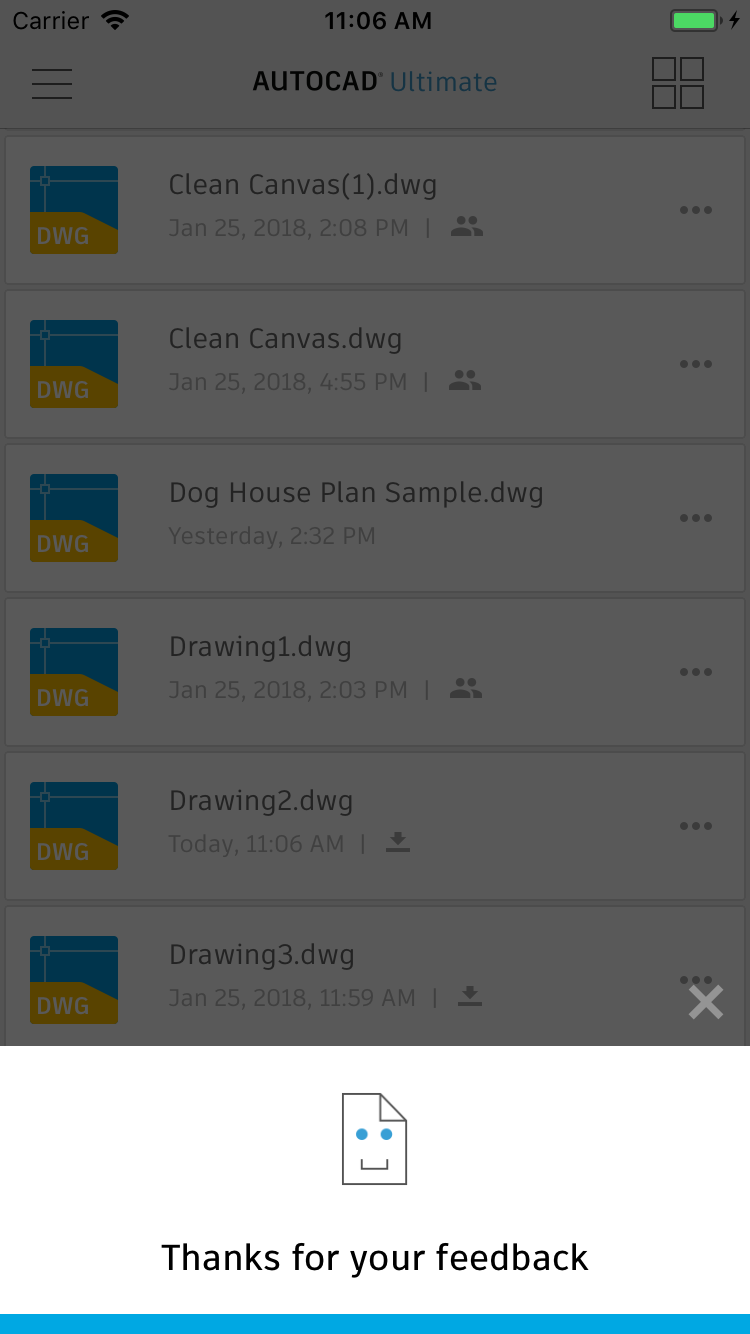 Carrier 11:06 AM
AUTOCAD® Ultimate
Clean Canvas(1).dwg
DWG
Jan 25, 2018, 2:08 PM |
Clean Canvas.dwg
DWG
Jan 25, 2018, 4:55 PM |
Dog House Plan Sample.dwg
DWG
Yesterday, 2:32 PM
Drawing1.dwg
DWG
Jan 25, 2018, 2:03 PM |
Drawing2.dwg
DWG
Today, 11:06 AM |
Drawing3.dwg
DWG
Jan 25, 2018, 11:59 AM |
Thanks for your feedback